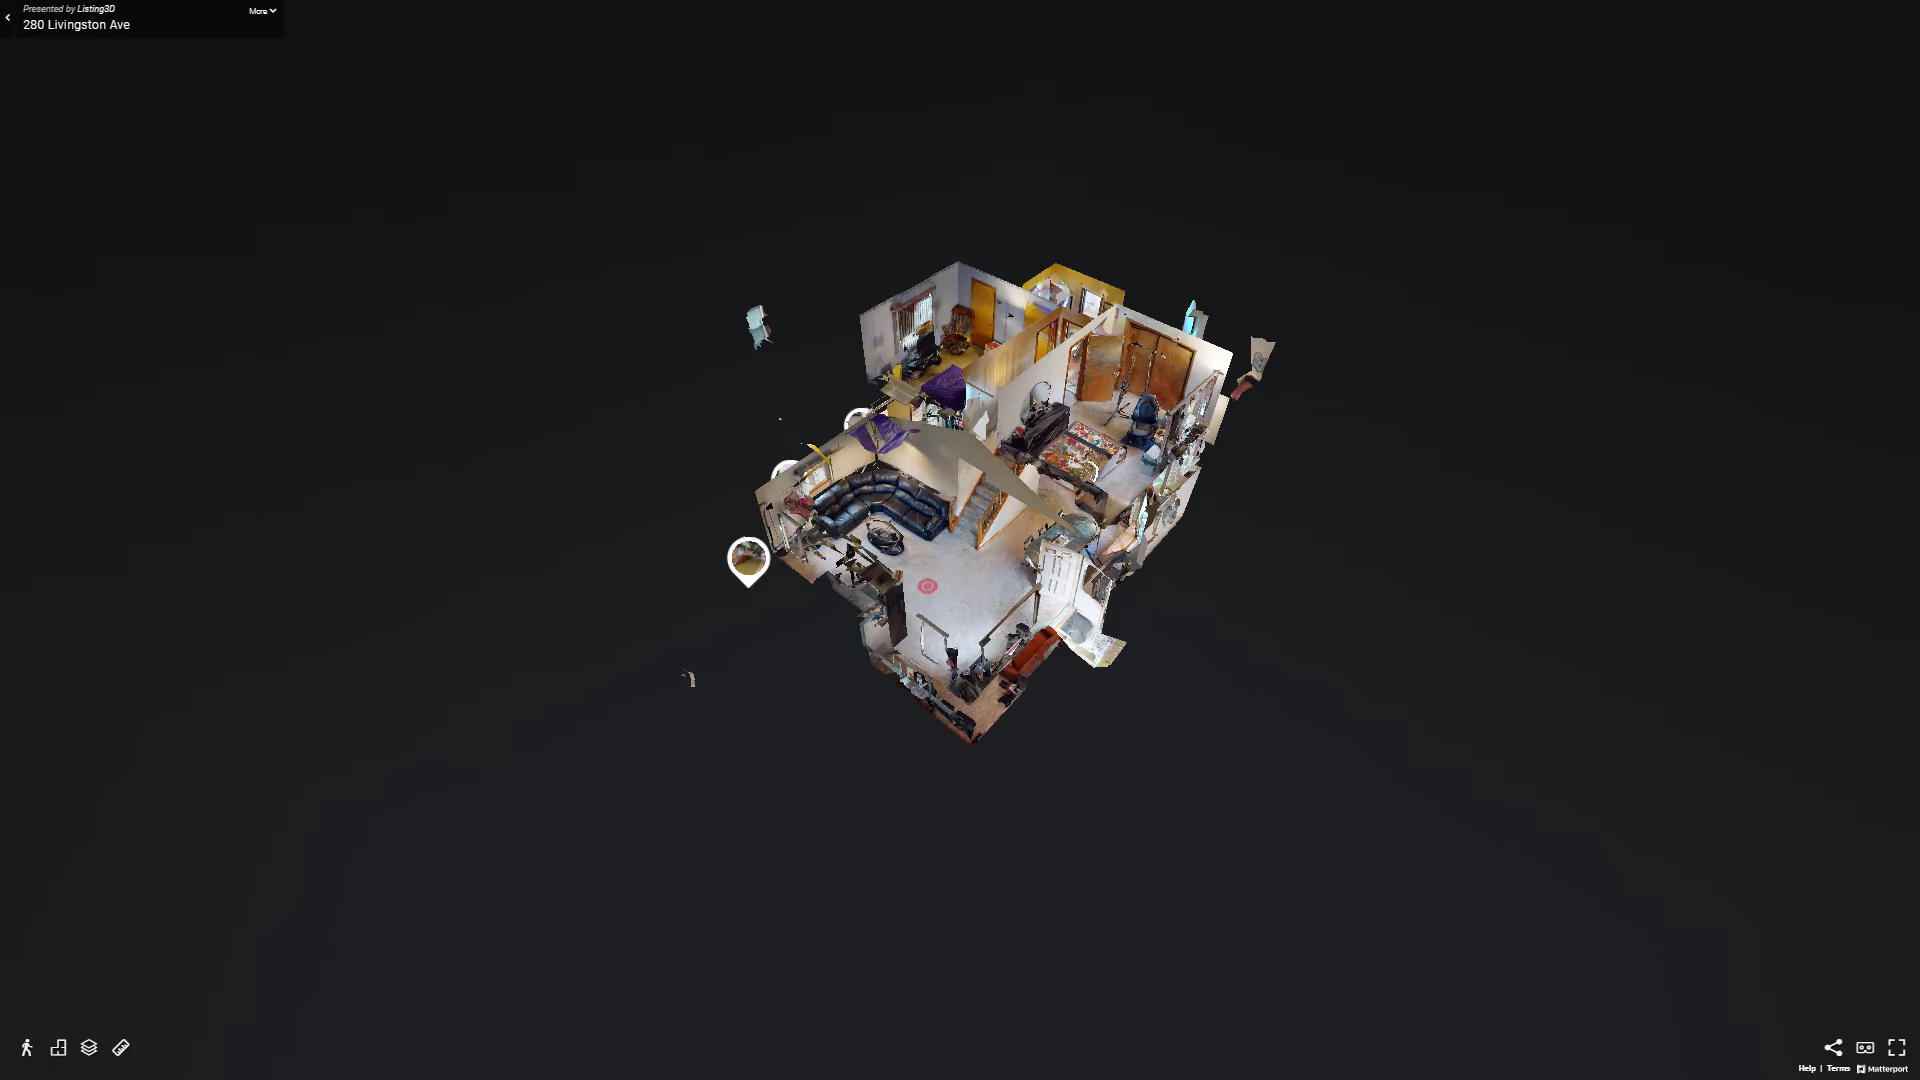 Presented by Listing3D
More
280 Livingston Ave
Help | Terms Matterport